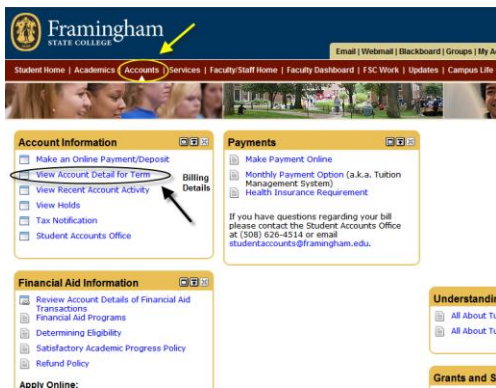 Framingham
STATE COLLEGE
Email | Webmail | Blackboard | Groups | My A
Student Home | Academics | Accounts | Services | Faculty/Staff Home | Faculty Dashboard | FSC Work | Updates | Campus Life
Account Information
Make an Online Payment/Deposit
View Account Detail for Term
Billing Details
View Recent Account Activity
View Holds
Tax Notification
Student Accounts Office
Payments
Make Payment Online
Monthly Payment Option (a.k.a. Tuition
Management System)
Health Insurance Requirement
If you have questions regarding your bill
please contact the Student Accounts Office
at (508) 626-4514 or email
studentaccounts@framingham.edu.
Financial Aid Information
Review Account Details of Financial Aid
Transactions
Financial Aid Programs
Determining Eligibility
Satisfactory Academic Progress Policy
Refund Policy
Apply Online:
Understandin
All About Tu
All About Tu
Grants and S